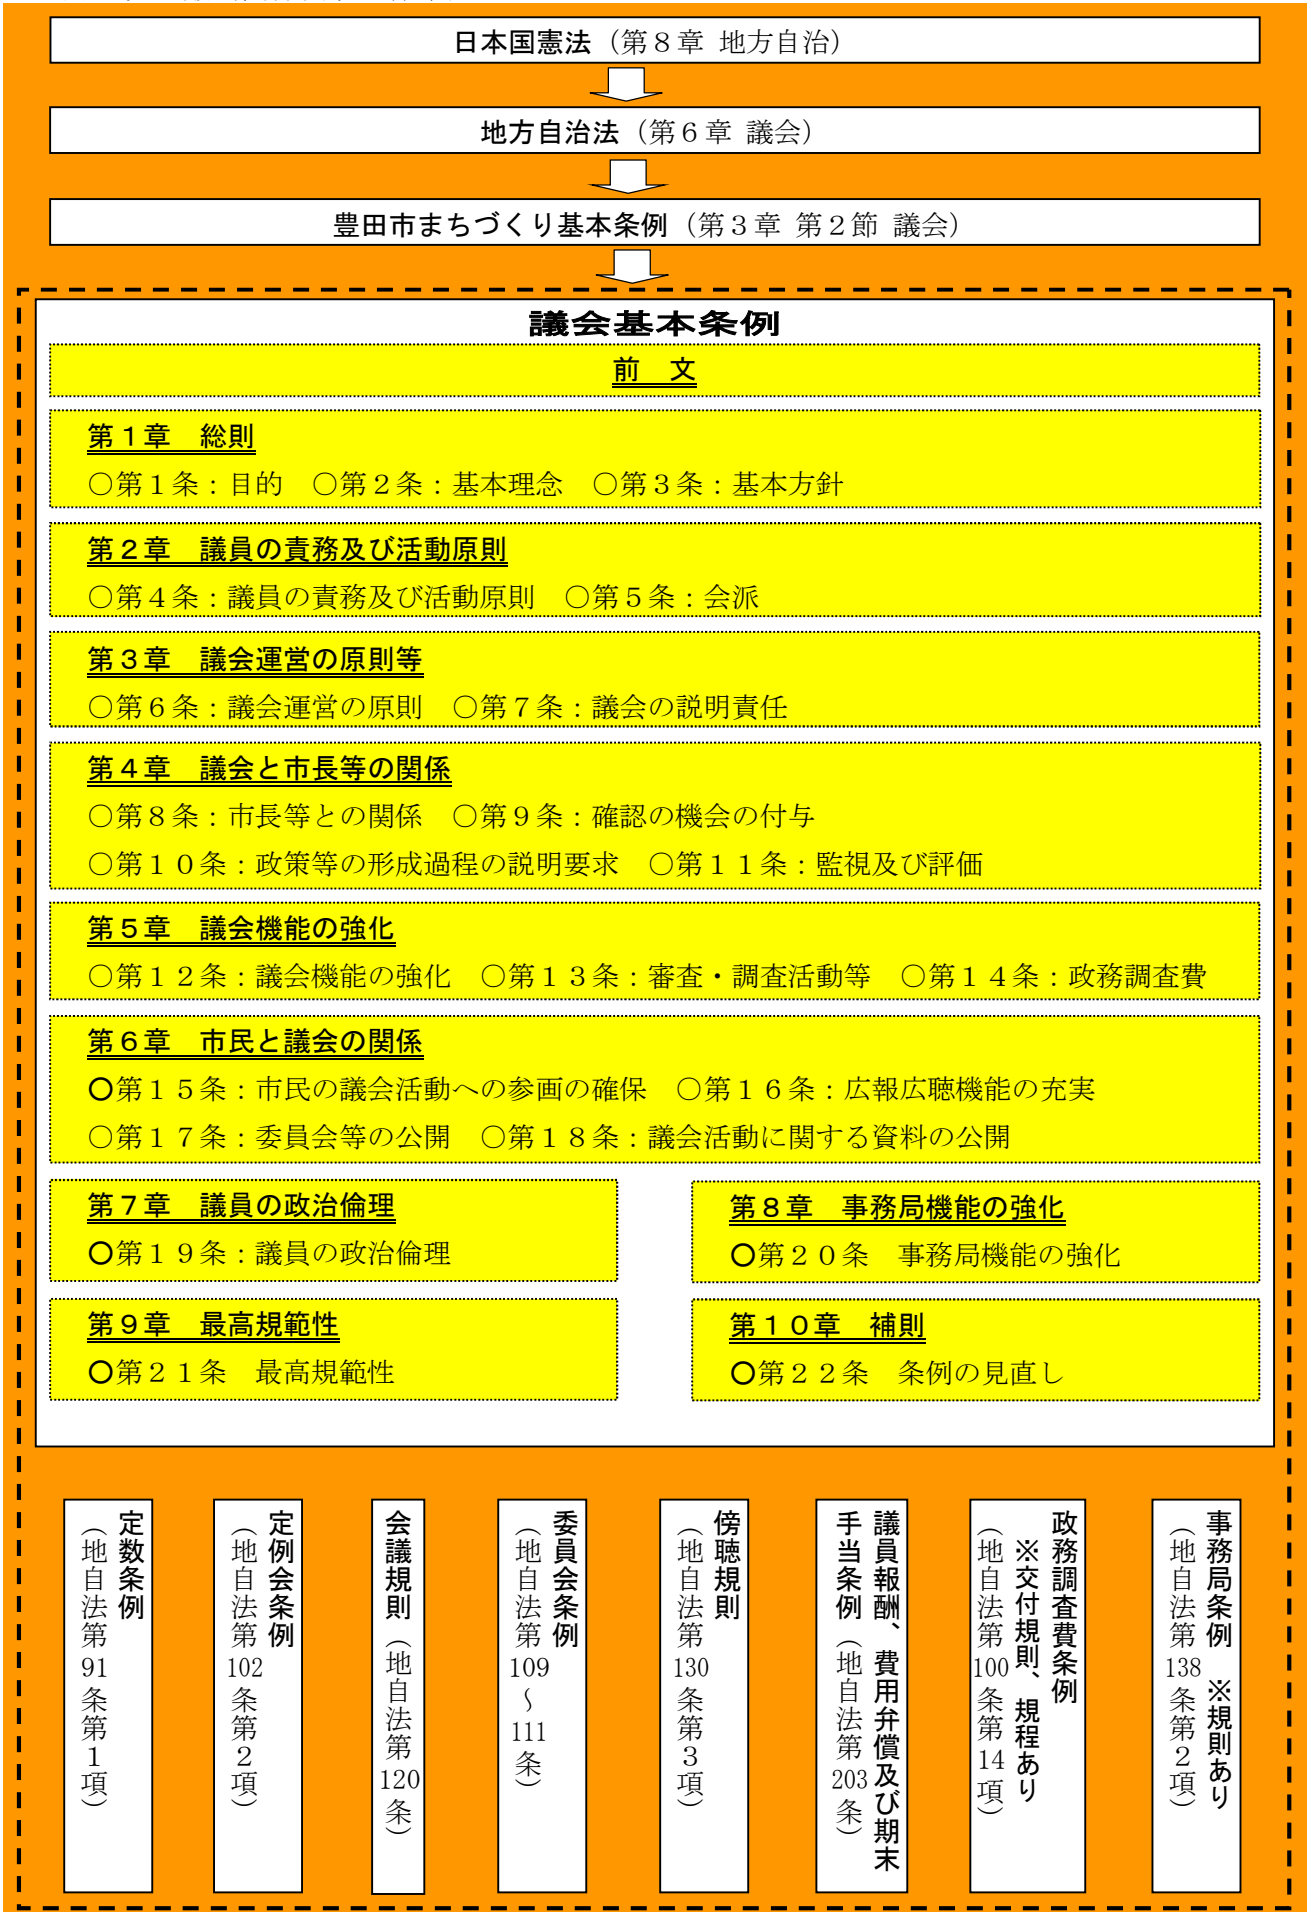 日本国憲法（第８章 地方自治）
地方自治法（第６章 議会）
豊田市まちづくり基本条例（第３章 第２節 議会）
議会基本条例
前　文
第１章　総則
○第１条：目的　○第２条：基本理念　○第３条：基本方針
第２章　議員の責務及び活動原則
○第４条：議員の責務及び活動原則　○第５条：会派
第３章　議会運営の原則等
○第６条：議会運営の原則　○第７条：議会の説明責任
第４章　議会と市長等の関係
○第８条：市長等との関係　○第９条：確認の機会の付与
○第１０条：政策等の形成過程の説明要求　○第１１条：監視及び評価
第５章　議会機能の強化
○第１２条：議会機能の強化　○第１３条：審査・調査活動等　○第１４条：政務調査費
第６章　市民と議会の関係
○第１５条：市民の議会活動への参画の確保　○第１６条：広報広聴機能の充実
○第１７条：委員会等の公開　○第１８条：議会活動に関する資料の公開
第７章　議員の政治倫理
○第１９条：議員の政治倫理
第８章　事務局機能の強化
○第２０条　事務局機能の強化
第９章　最高規範性
○第２１条　最高規範性
第１０章　補則
○第２２条　条例の見直し
定数条例
（地自法第91条第１項）
定例会条例
（地自法第102条第２項）
会議規則（地自法第120条）
委員会条例
（地自法第109～111条）
傍聴規則
（地自法第130条第３項）
議員報酬、費用弁償及び期末
手当条例（地自法第203条）
政務調査費条例
※交付規則、規程あり
（地自法第100条第14項）
事務局条例　※規則あり
（地自法第138条第２項）